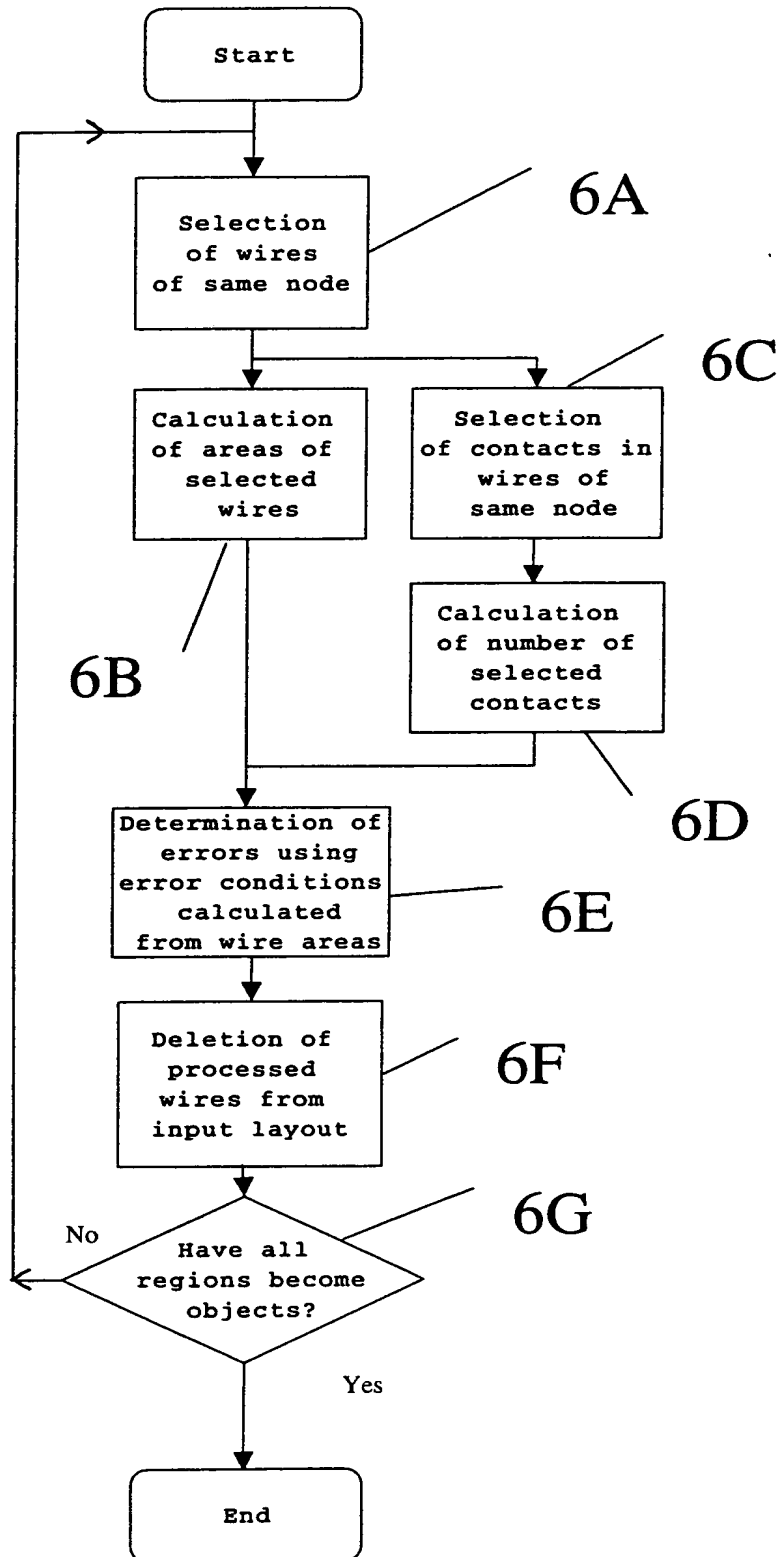 Start
6A
Selection
of wires
of same node
6C
Calculation
of areas of
selected
wires
Selection
of contacts in
wires of
same node
6B
Calculation
of number of
selected
contacts
6D
Determination of
errors using
error conditions
calculated
from wire areas
6E
Deletion of
processed
wires from
input layout
6F
6G
No
Have all
regions become
objects?
Yes
End